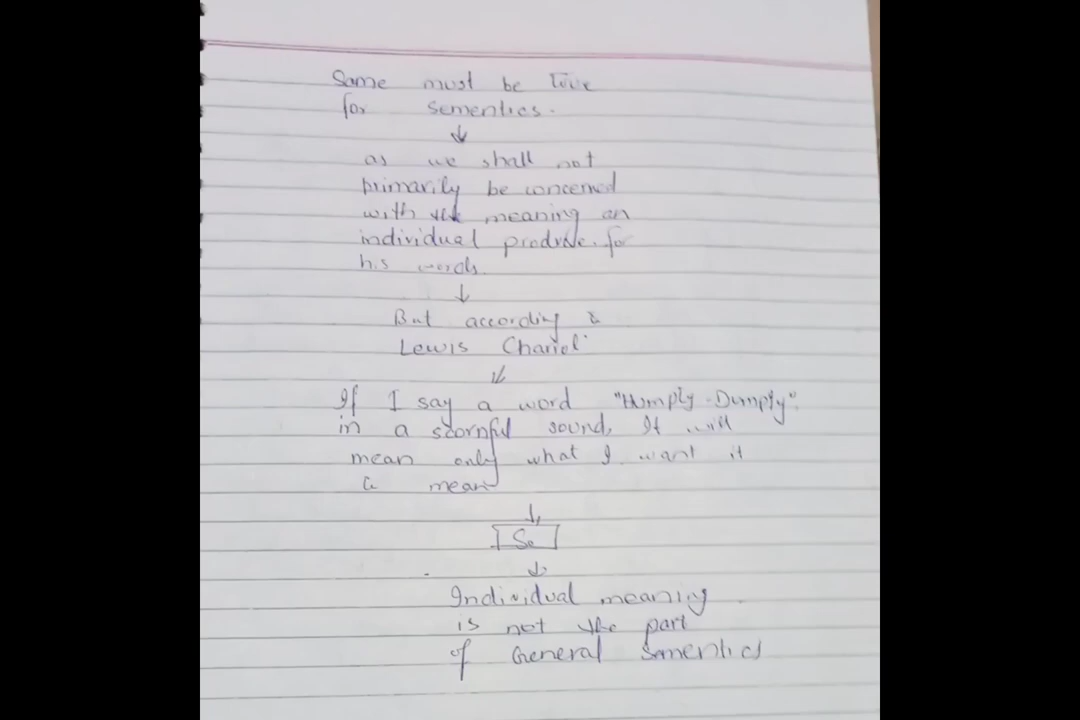 Same must be true
for sementics.
as we shall not
primarily be concerned
with the meaning an
individual produce for
his words.
But according to
Lewis Chariol
If I say a word "Humpty-Dumpty"
in a scornful sound, It will
mean only what I want it
to mean
So
Individual meaning
is not the part
of General Sementics